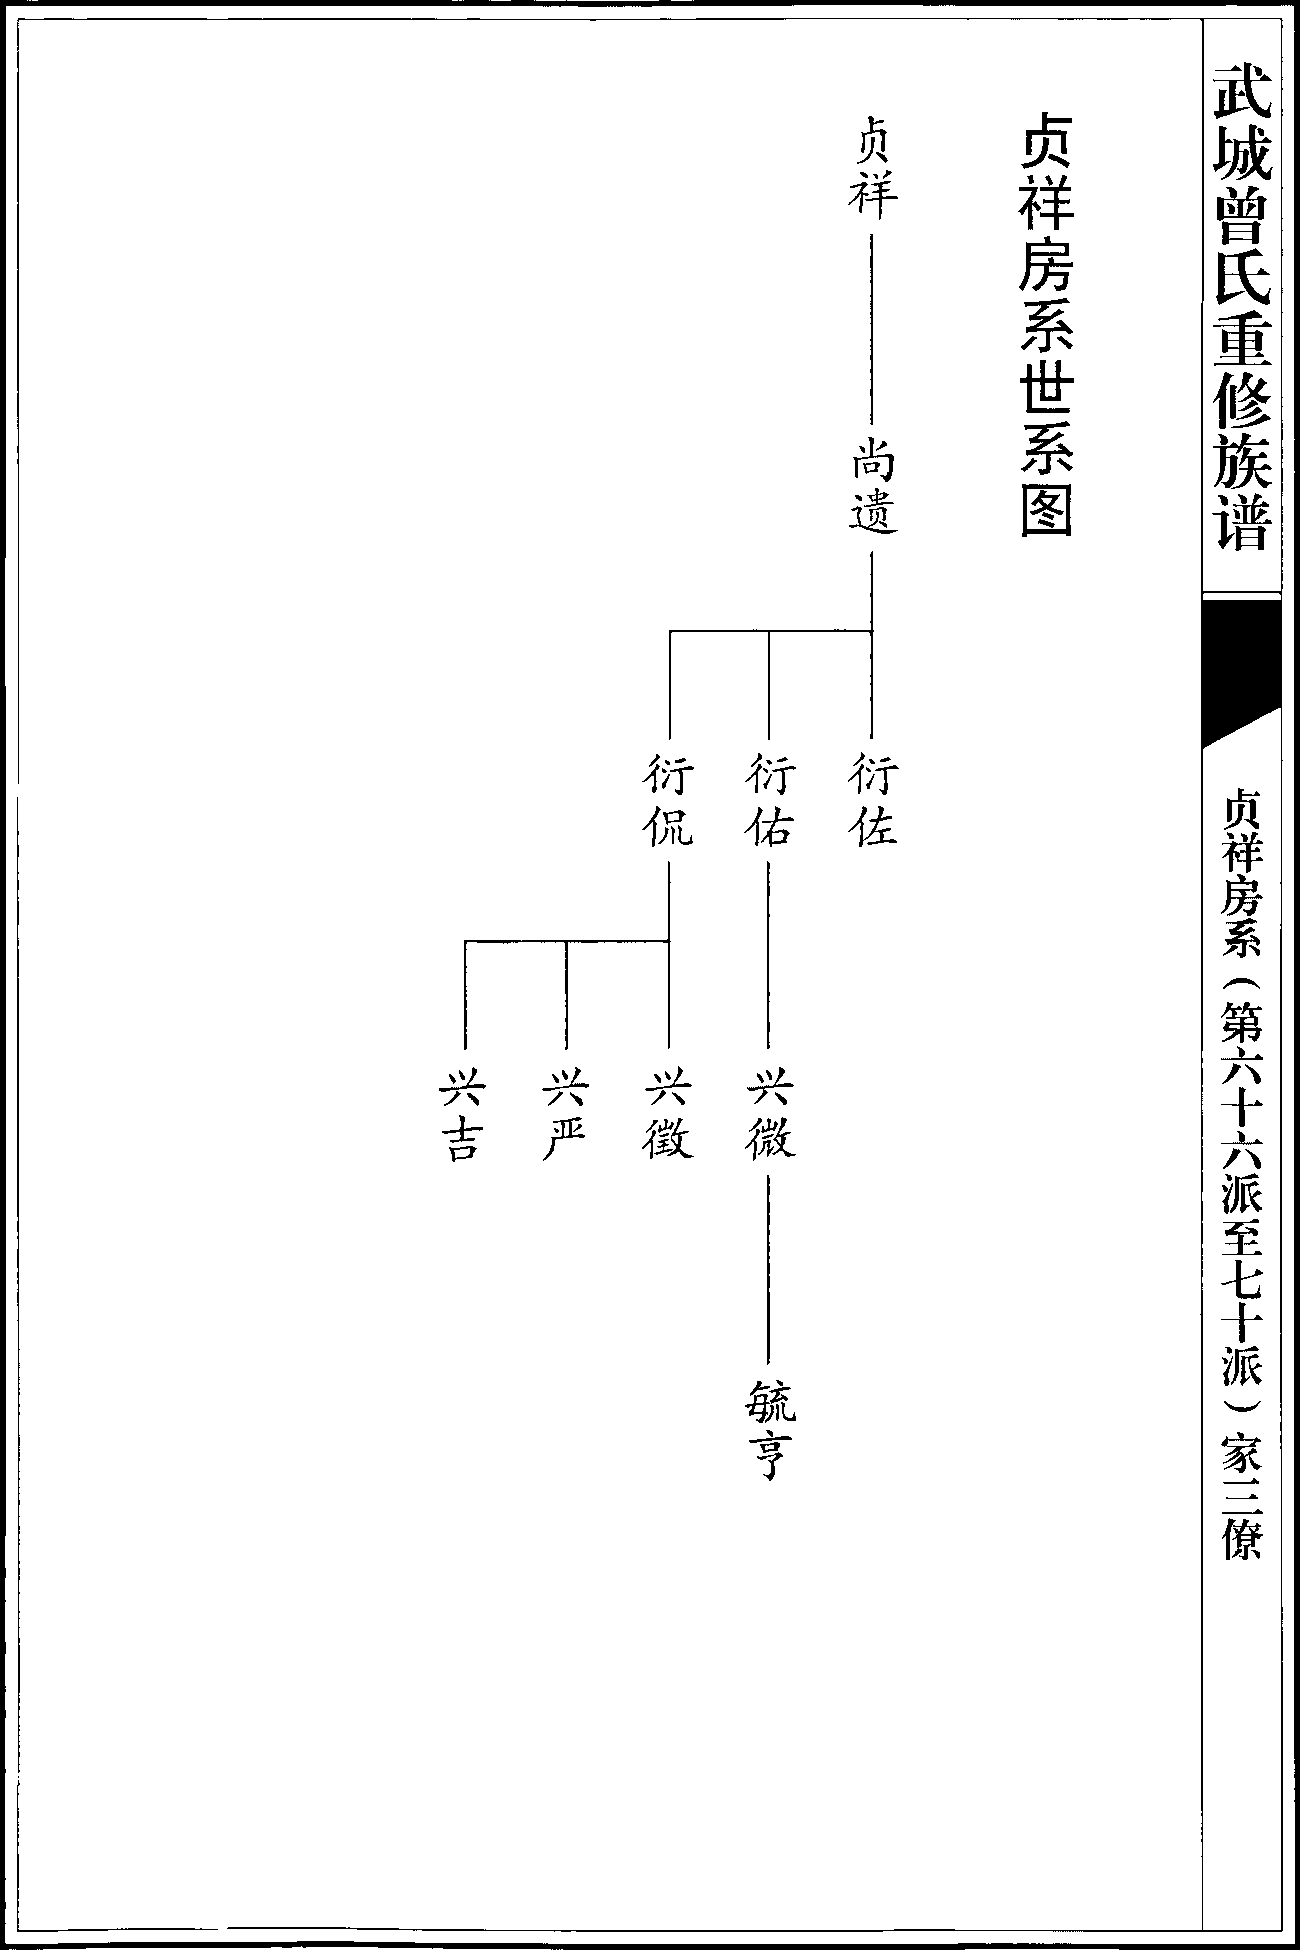 武城曾氏重修族谱
贞祥房系（第六十六派至七十派）家三僚
贞祥房系世系图
贞祥
尚遗
衍佐
衍佑
衍侃
兴微
兴徵
兴严
兴吉
毓亨